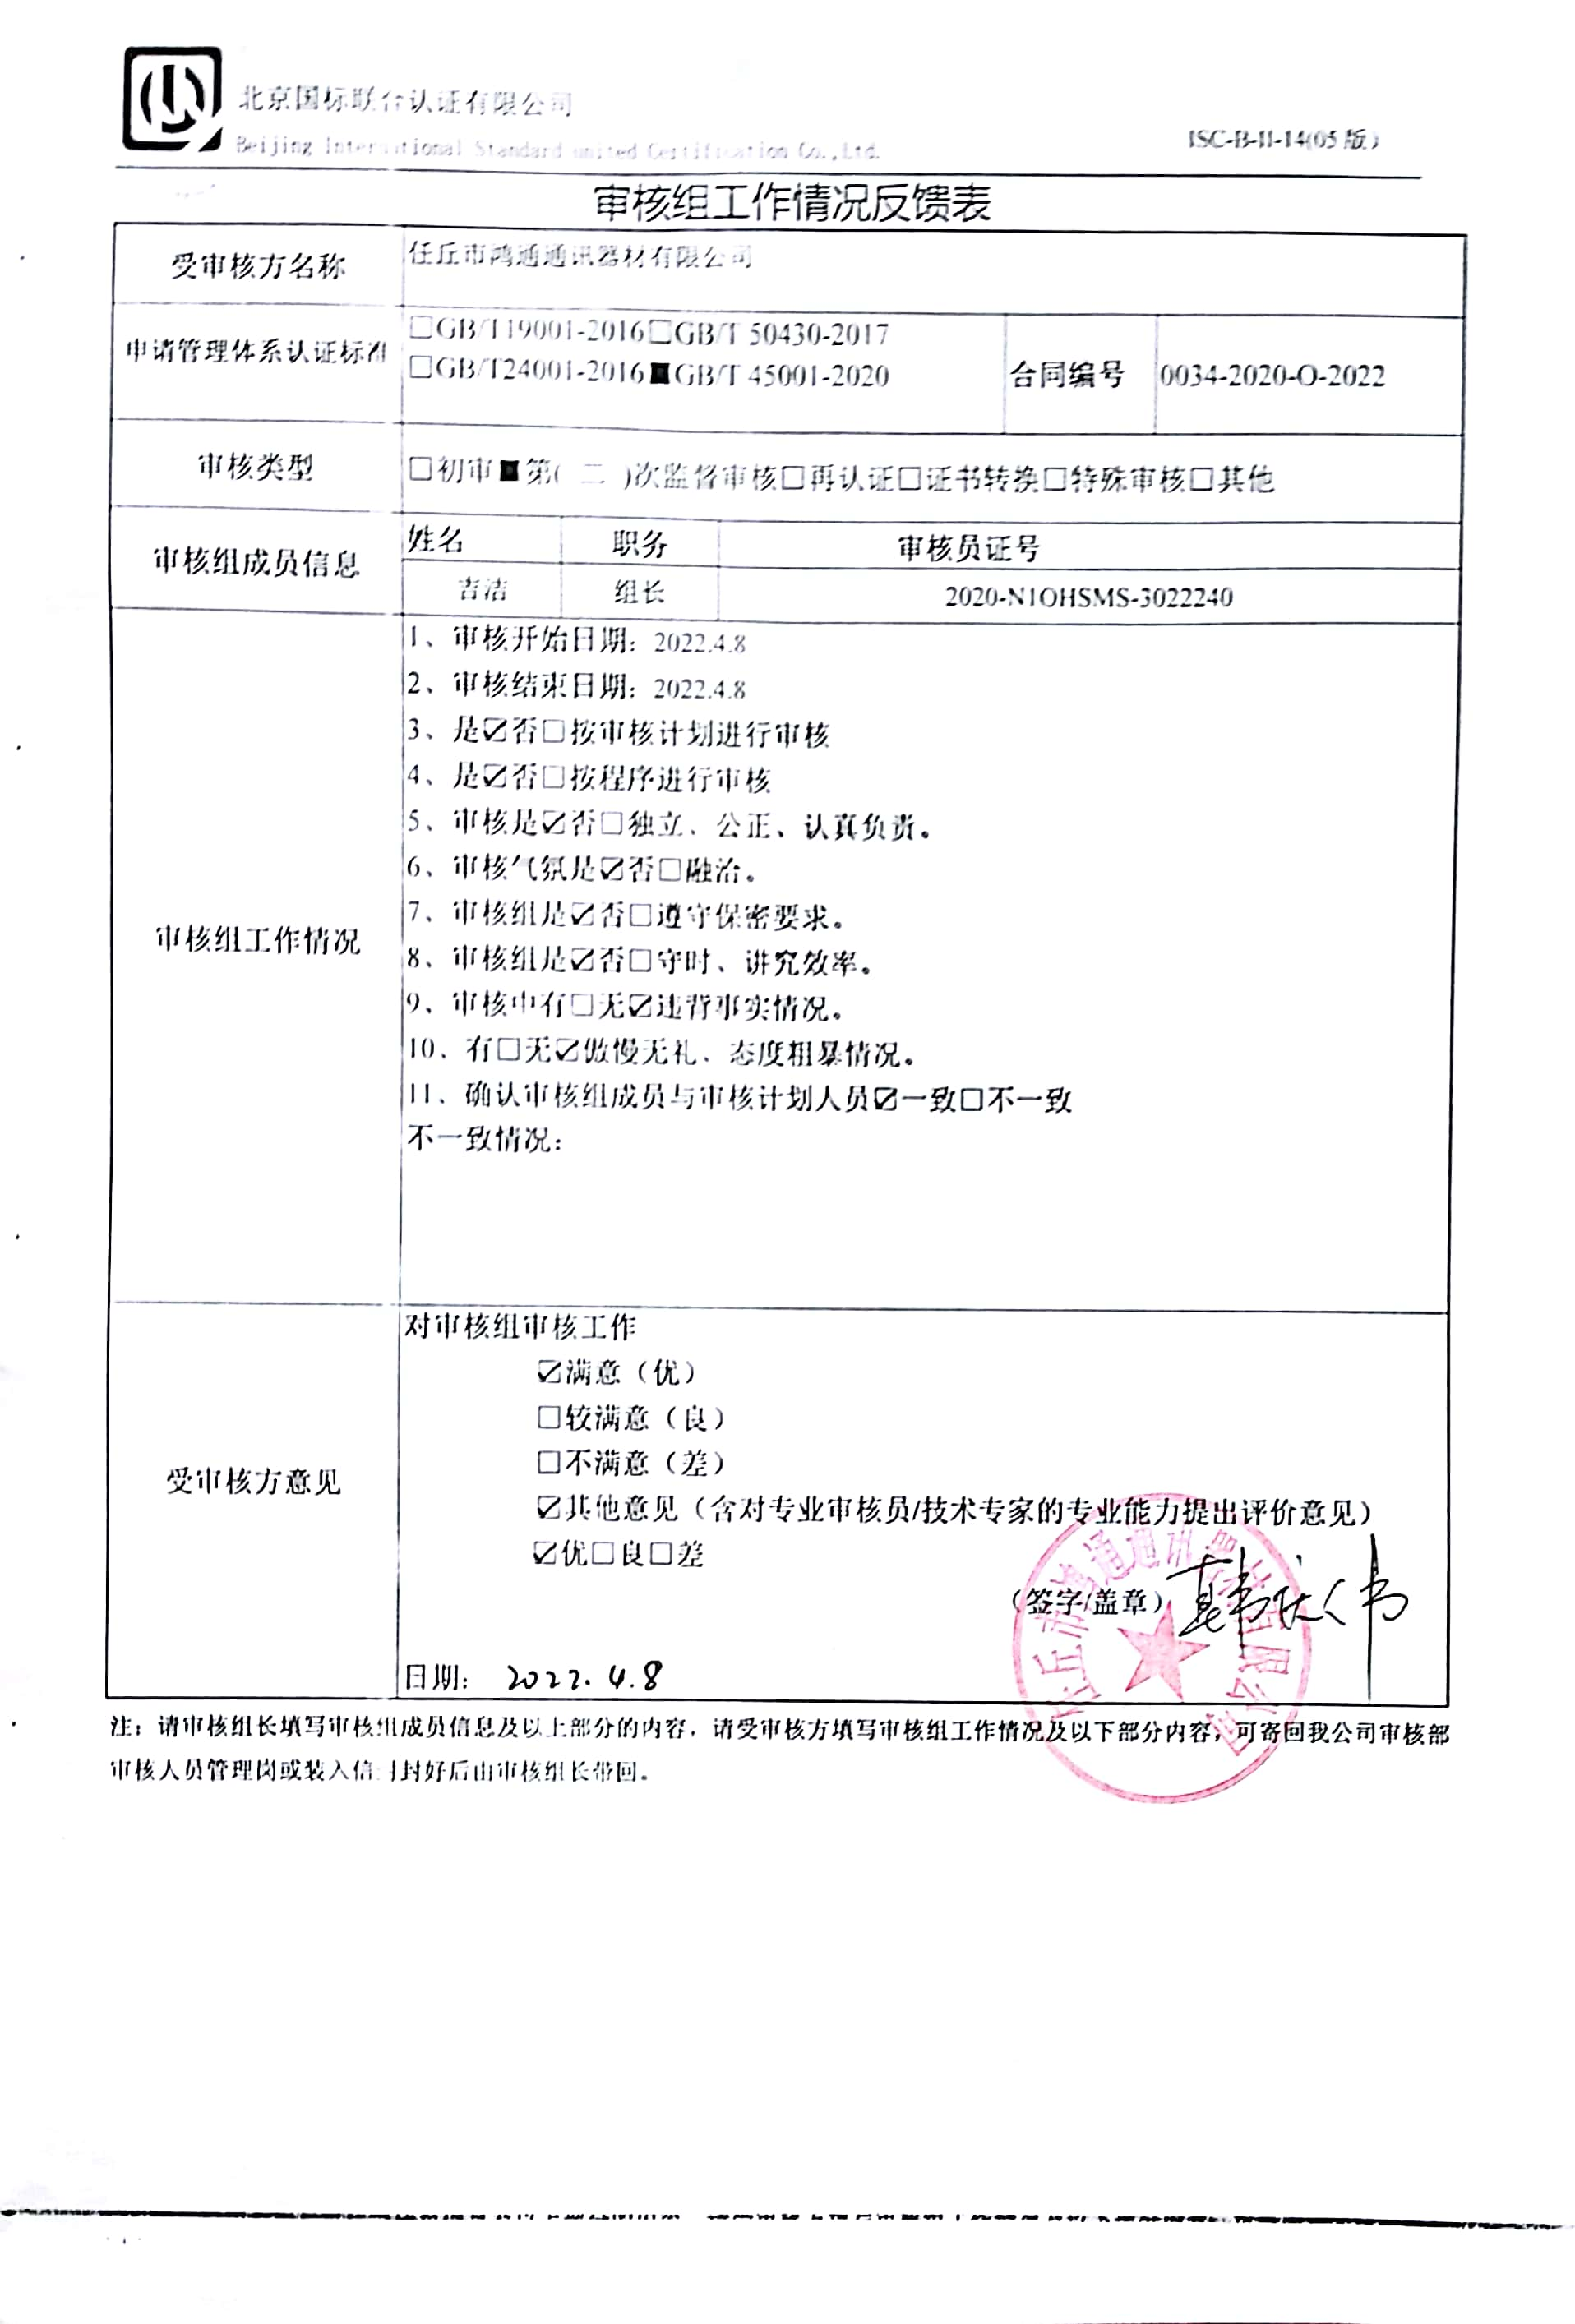 北京国标联合认证有限公司
Beijing International Standard united Certification Co.,Ltd.
ISC-B-II-14(05版)
审核组工作情况反馈表
受审核方名称 任丘市鸿通通讯器材有限公司
申请管理体系认证标准 □GB/T19001-2016□GB/T 50430-2017
□GB/T24001-2016■GB/T 45001-2020 合同编号 0034-2020-O-2022
审核类型 □初审■第( 二 )次监督审核□再认证□证书转换□特殊审核□其他
审核组成员信息 姓名 职务 审核员证号
吉洁 组长 2020-N1OHSMS-3022240
审核组工作情况
1、审核开始日期：2022.4.8
2、审核结束日期：2022.4.8
3、是☑否□按审核计划进行审核
4、是☑否□按程序进行审核
5、审核是☑否□独立、公正、认真负责。
6、审核气氛是☑否□融洽。
7、审核组是☑否□遵守保密要求。
8、审核组是☑否□守时、讲究效率。
9、审核中有□无☑违背事实情况。
10、有□无☑傲慢无礼、态度粗暴情况。
11、确认审核组成员与审核计划人员☑一致□不一致
不一致情况：
受审核方意见
对审核组审核工作
☑满意（优）
□较满意（良）
□不满意（差）
☑其他意见（含对专业审核员/技术专家的专业能力提出评价意见）
☑优□良□差
（签字/盖章）
任丘市鸿通通讯器材有限公司
日期： 2022.4.8
注：请审核组长填写审核组成员信息及以上部分的内容，请受审核方填写审核组工作情况及以下部分内容，可寄回我公司审核部
审核人员管理岗或装入信封封好后由审核组长带回。